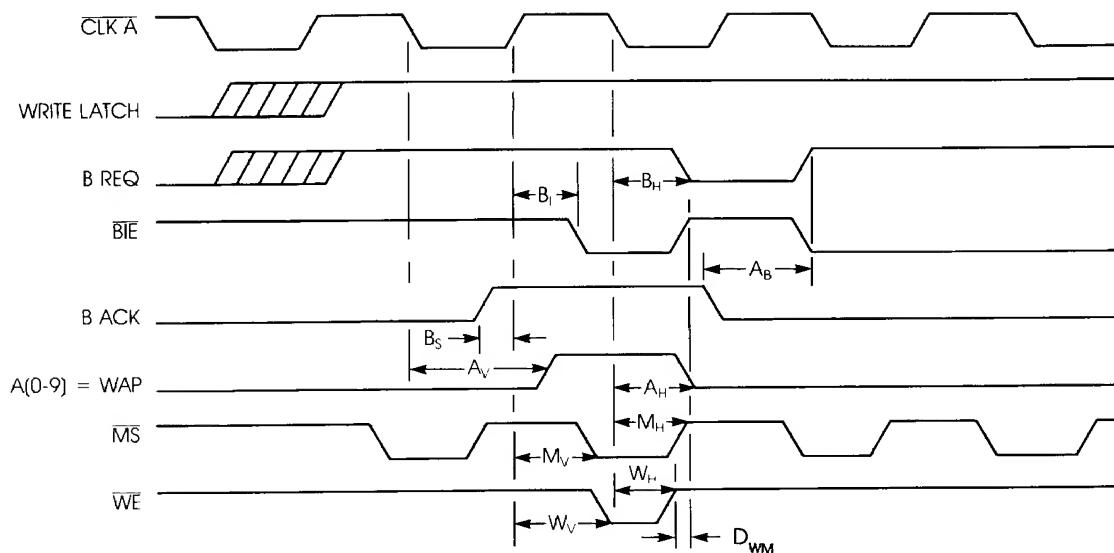 CLK A
WRITE LATCH
B REQ
B_I
B_H
BIE
A_B
B ACK
B_S
A_V
A(0-9) = WAP
A_H
MS
M_H
M_V
W_H
WE
W_V
D_WM